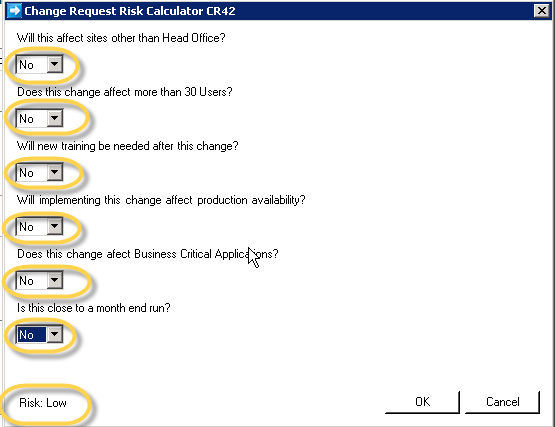 Change Request Risk Calculator CR42
Will this affect sites other than Head Office?
No
Does this change affect more than 30 Users?
No
Will new training be needed after this change?
No
Will implementing this change affect production availability?
No
Does this change afect Business Critical Applications?
No
Is this close to a month end run?
No
Risk: Low
OK
Cancel